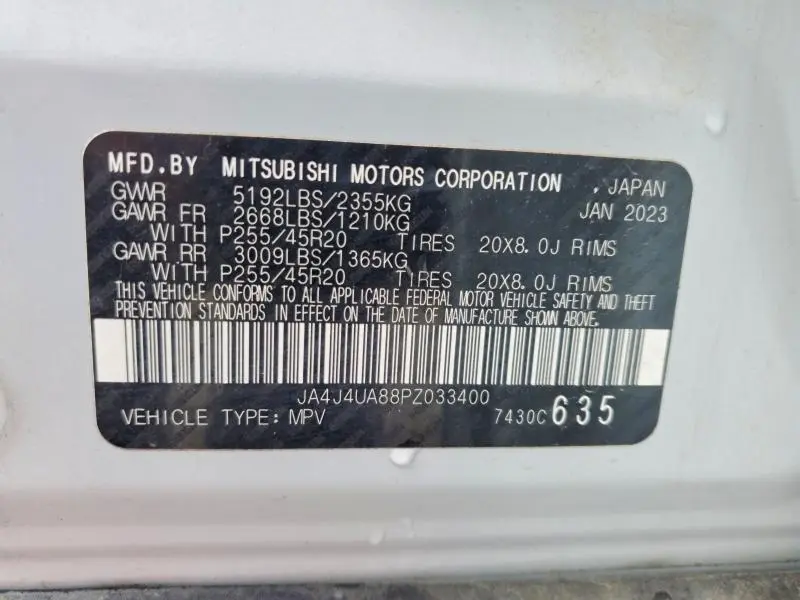 MFD.BY MITSUBISHI MOTORS CORPORATION , JAPAN
GVWR 5192LBS/2355KG JAN 2023
GAWR FR 2668LBS/1210KG
WITH P255/45R20 TIRES 20X8.0J RIMS
GAWR RR 3009LBS/1365KG
WITH P255/45R20 TIRES 20X8.0J RIMS
THIS VEHICLE CONFORMS TO ALL APPLICABLE FEDERAL MOTOR VEHICLE SAFETY AND THEFT
PREVENTION STANDARDS IN EFFECT ON THE DATE OF MANUFACTURE SHOWN ABOVE.
JA4J4UA88PZ033400
VEHICLE TYPE: MPV 7430C 635